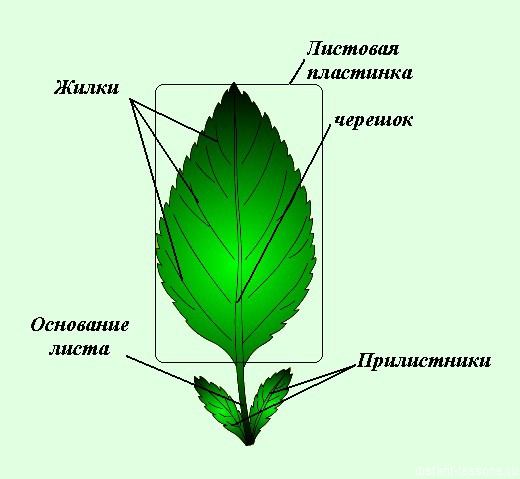 Листовая
пластинка
Жилки
черешок
Основание
листа
Прилистники